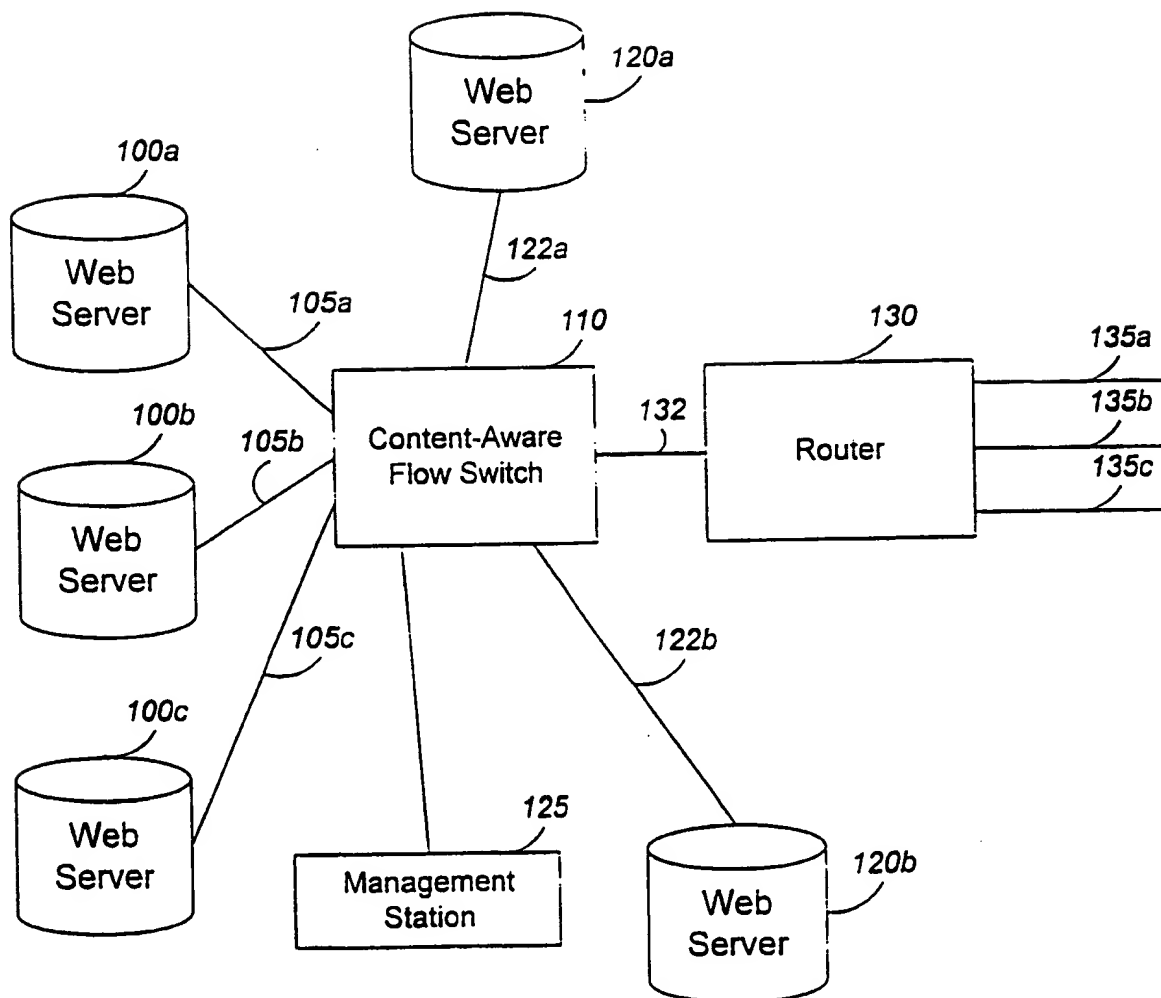 120a
Web
Server
100a
Web
Server
122a
105a
110
130
135a
100b
132
135b
105b
Content-Aware
Flow Switch
Router
135c
Web
Server
105c
122b
100c
Web
Server
125
Management
Station
120b
Web
Server